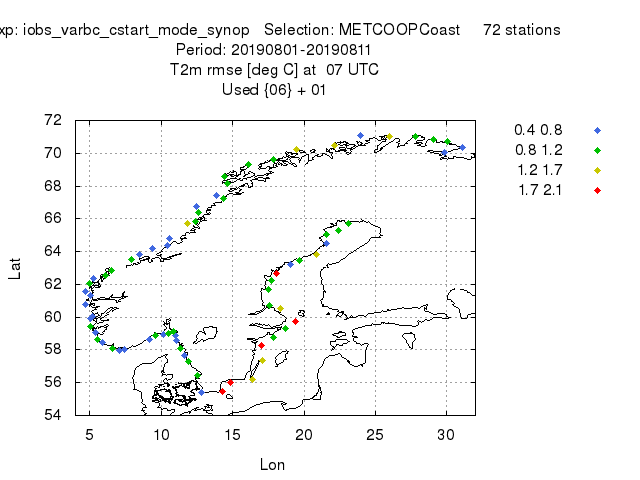 xp: iobs_varbc_cstart_mode_synop Selection: METCOOPCoast 72 stations
Period: 20190801-20190811
T2m rmse [deg C] at 07 UTC
Used {06} + 01
72
70
68
66
64
62
60
58
56
54
Lat
5 10 15 20 25 30
Lon
0.4 0.8
0.8 1.2
1.2 1.7
1.7 2.1